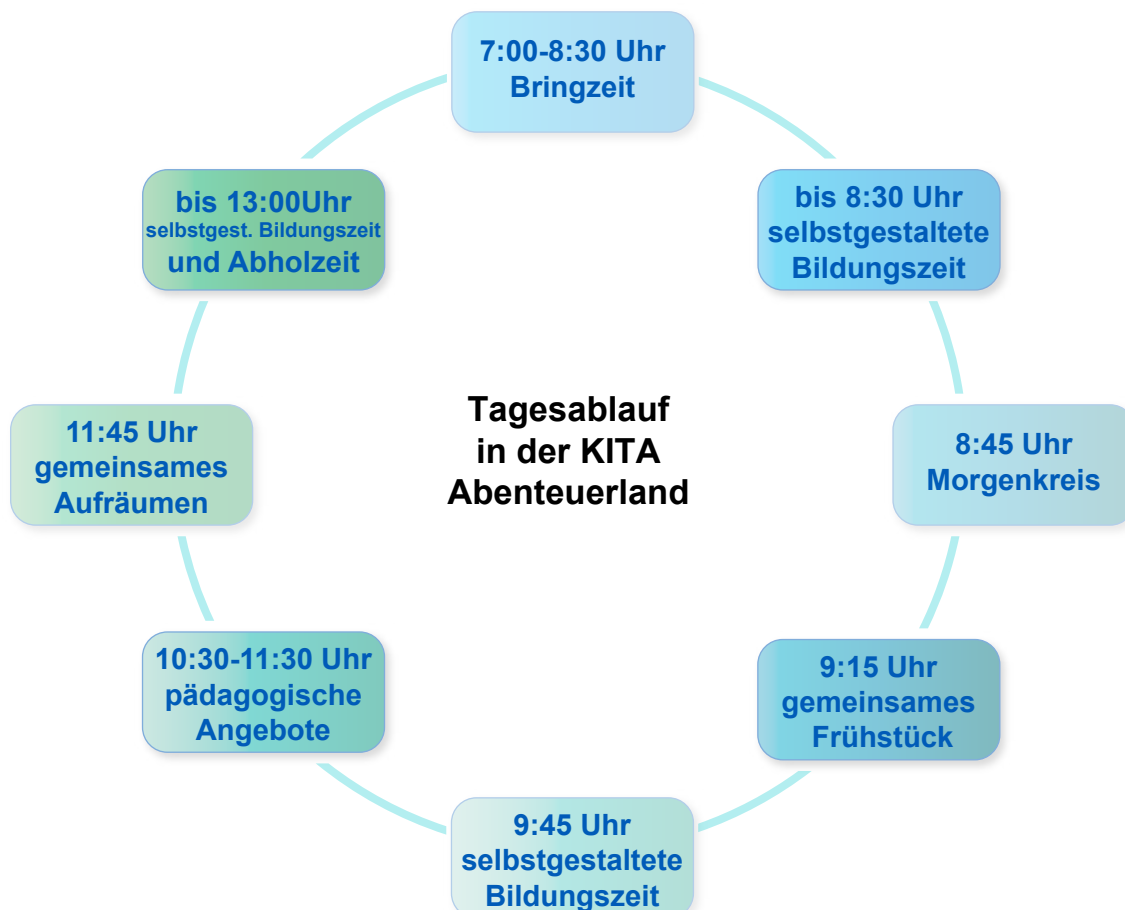 7:00-8:30 Uhr
Bringzeit
bis 8:30 Uhr
selbstgestaltete
Bildungszeit
8:45 Uhr
Morgenkreis
9:15 Uhr
gemeinsames
Frühstück
9:45 Uhr
selbstgestaltete
Bildungszeit
10:30-11:30 Uhr
pädagogische
Angebote
11:45 Uhr
gemeinsames
Aufräumen
bis 13:00Uhr
selbstgest. Bildungszeit
und Abholzeit
Tagesablauf
in der KITA
Abenteuerland